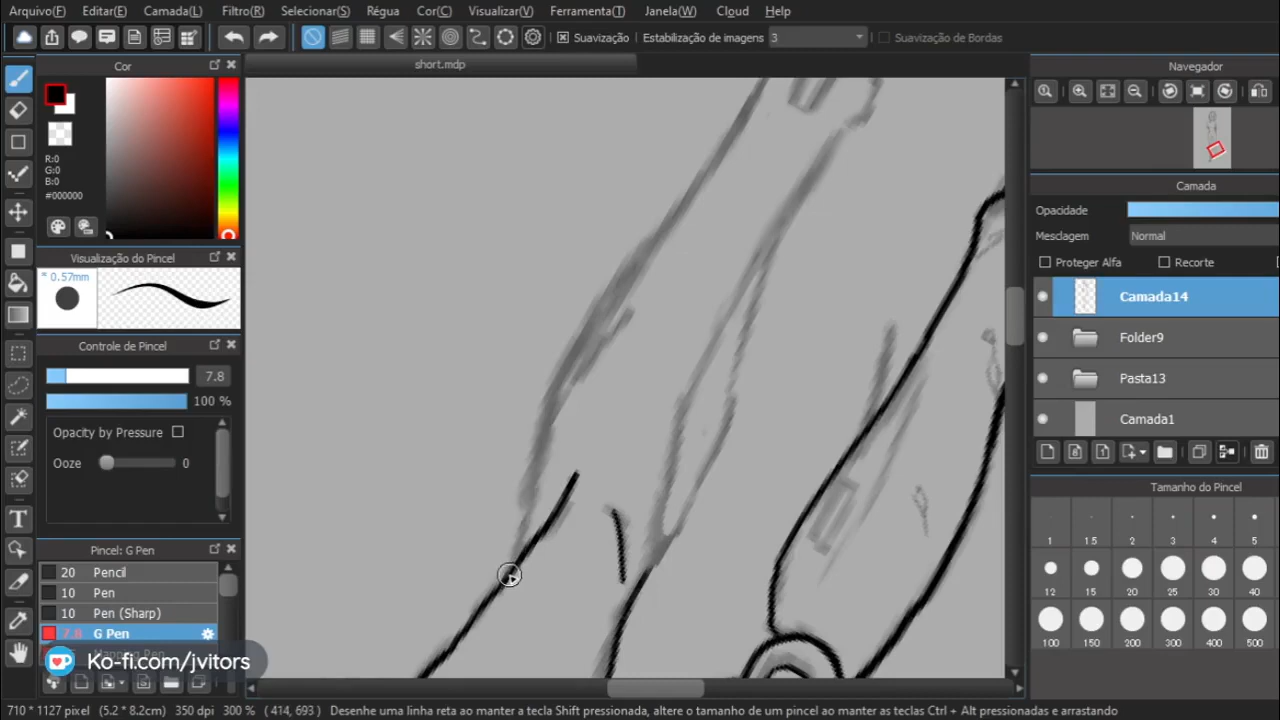 Arquivo(F) Editar(E) Camada(L) Filtro(R) Selecionar(S) Régua Cor(C) Visualizar(V) Ferramenta(T) Janela(W) Cloud Help
Suavização Estabilização de imagens 3 Suavização de Bordas
Cor
short.mdp
Navegador
R:0
G:0
B:0
#000000
Visualização do Pincel
* 0.57mm
Controle de Pincel
7.8
100 %
Opacity by Pressure
Ooze 0
Pincel: G Pen
20 Pencil
10 Pen
10 Pen (Sharp)
7.8 G Pen
Ko-fi.com/jvitors
Camada
Opacidade
Mesclagem Normal
Proteger Alfa Recorte
Camada14
Folder9
Pasta13
Camada1
Tamanho do Pincel
1 1.5 2 3 4 5
12 15 20 25 30 40
100 150 200 300 400 500
710 * 1127 pixel (5.2 * 8.2cm) 350 dpi 300 % ( 414, 693 ) Desenhe uma linha reta ao manter a tecla Shift pressionada, altere o tamanho de um pincel ao manter as teclas Ctrl + Alt pressionadas e arrastando